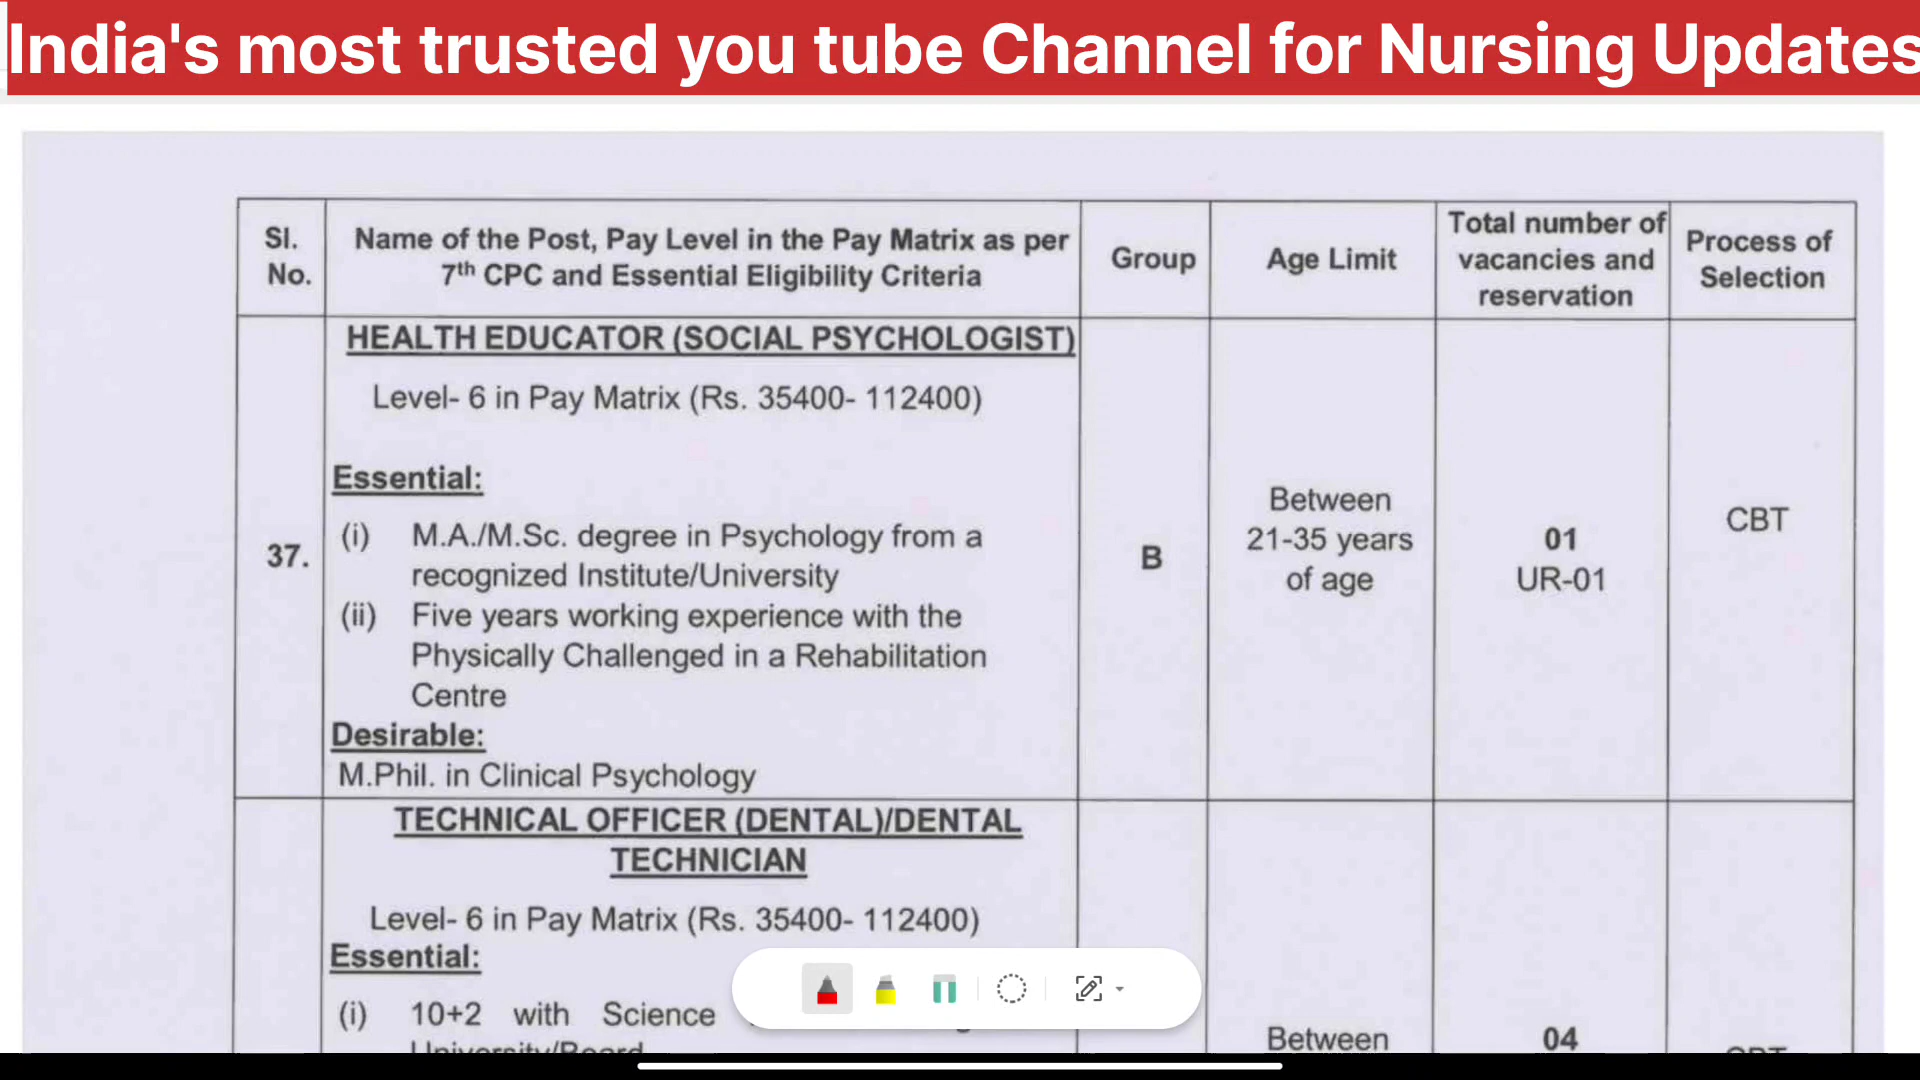 India's most trusted you tube Channel for Nursing Updates
Sl. No.
Name of the Post, Pay Level in the Pay Matrix as per
7th CPC and Essential Eligibility Criteria
Group
Age Limit
Total number of
vacancies and
reservation
Process of
Selection
37.
HEALTH EDUCATOR (SOCIAL PSYCHOLOGIST)
Level- 6 in Pay Matrix (Rs. 35400- 112400)
Essential:
(i) M.A./M.Sc. degree in Psychology from a
recognized Institute/University
(ii) Five years working experience with the
Physically Challenged in a Rehabilitation
Centre
Desirable:
M.Phil. in Clinical Psychology
B
Between
21-35 years
of age
01
UR-01
CBT
TECHNICAL OFFICER (DENTAL)/DENTAL
TECHNICIAN
Level- 6 in Pay Matrix (Rs. 35400- 112400)
Essential:
(i) 10+2 with Science
University/Board
Between
04
CBT